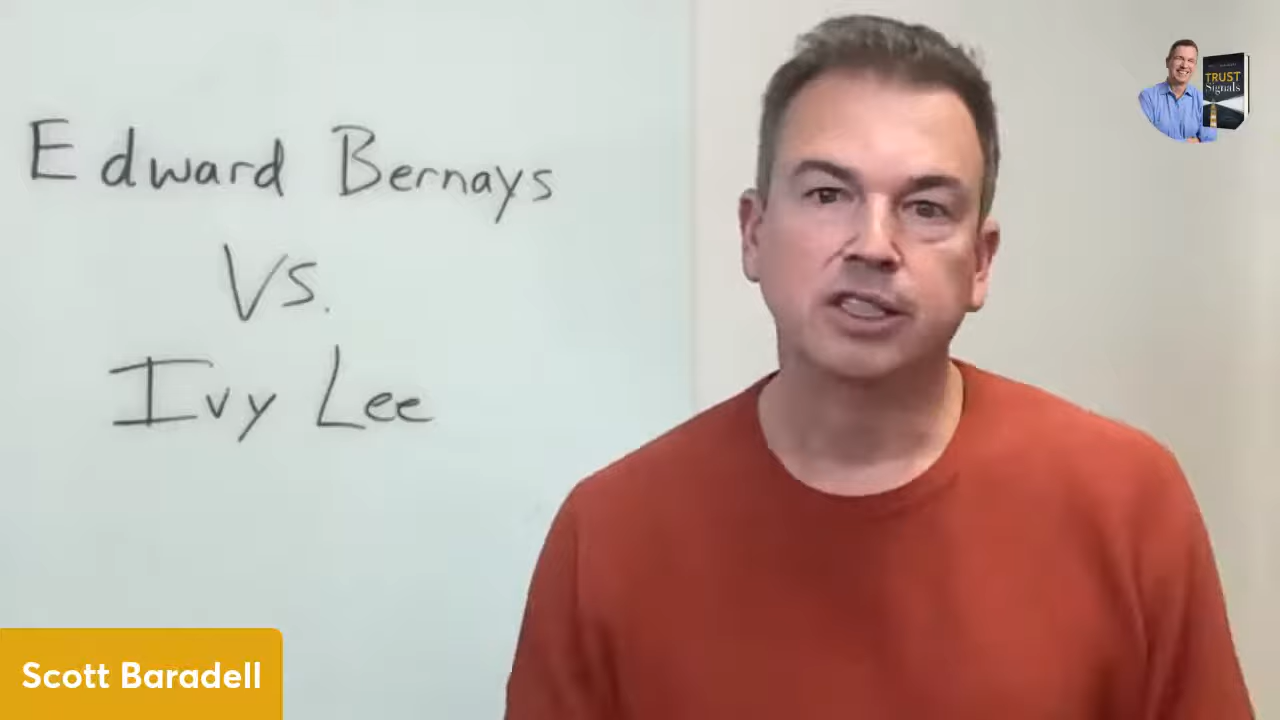 Edward Bernays
Vs.
Ivy Lee
TRUST
Signals
Scott Baradell